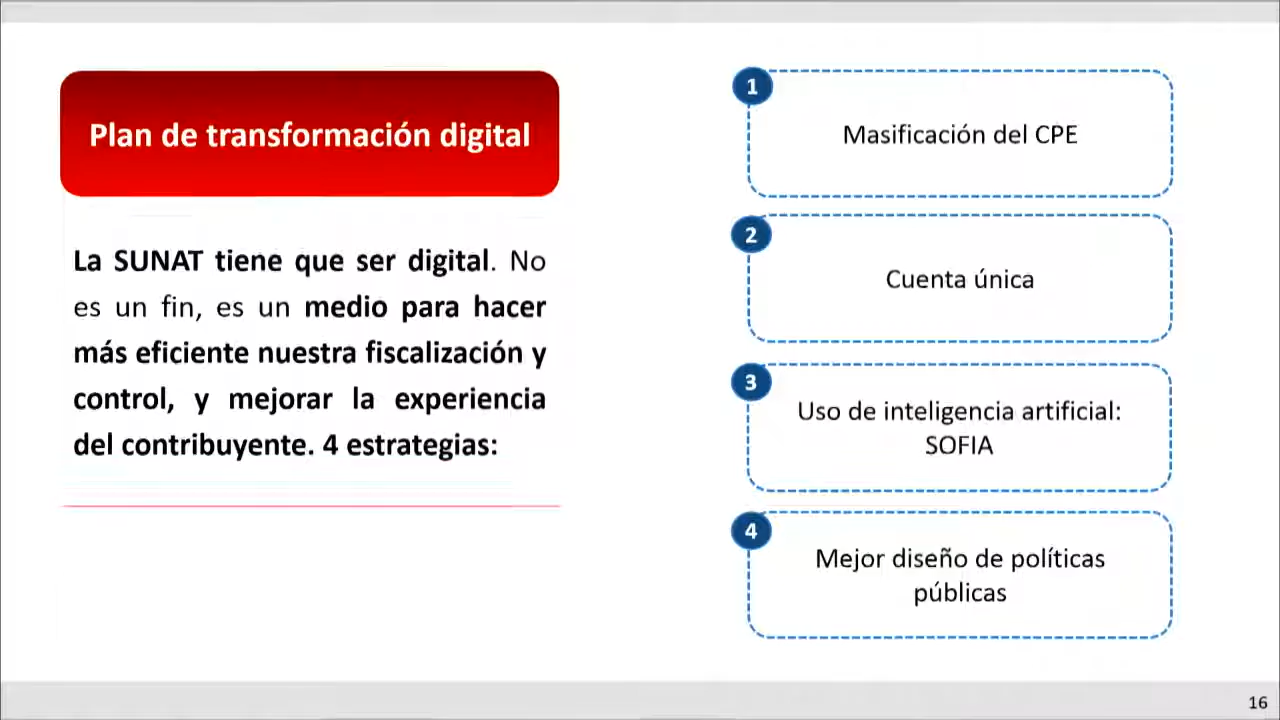 Plan de transformación digital
La SUNAT tiene que ser digital. No
es un fin, es un medio para hacer
más eficiente nuestra fiscalización y
control, y mejorar la experiencia
del contribuyente. 4 estrategias:
1
Masificación del CPE
2
Cuenta única
3
Uso de inteligencia artificial:
SOFIA
4
Mejor diseño de políticas
públicas
16